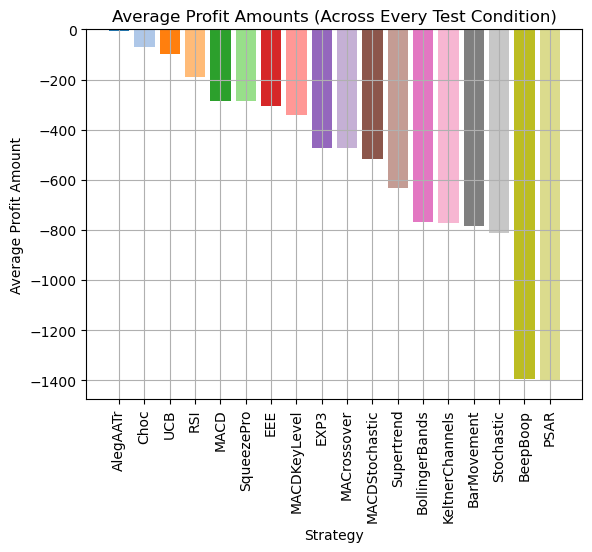 Average Profit Amounts (Across Every Test Condition)
Average Profit Amount
0
−200
−400
−600
−800
−1000
−1200
−1400
AlegAATr
Choc
UCB
RSI
MACD
SqueezePro
EEE
MACDKeyLevel
EXP3
MACrossover
MACDStochastic
Supertrend
BollingerBands
KeltnerChannels
BarMovement
Stochastic
BeepBoop
PSAR
Strategy